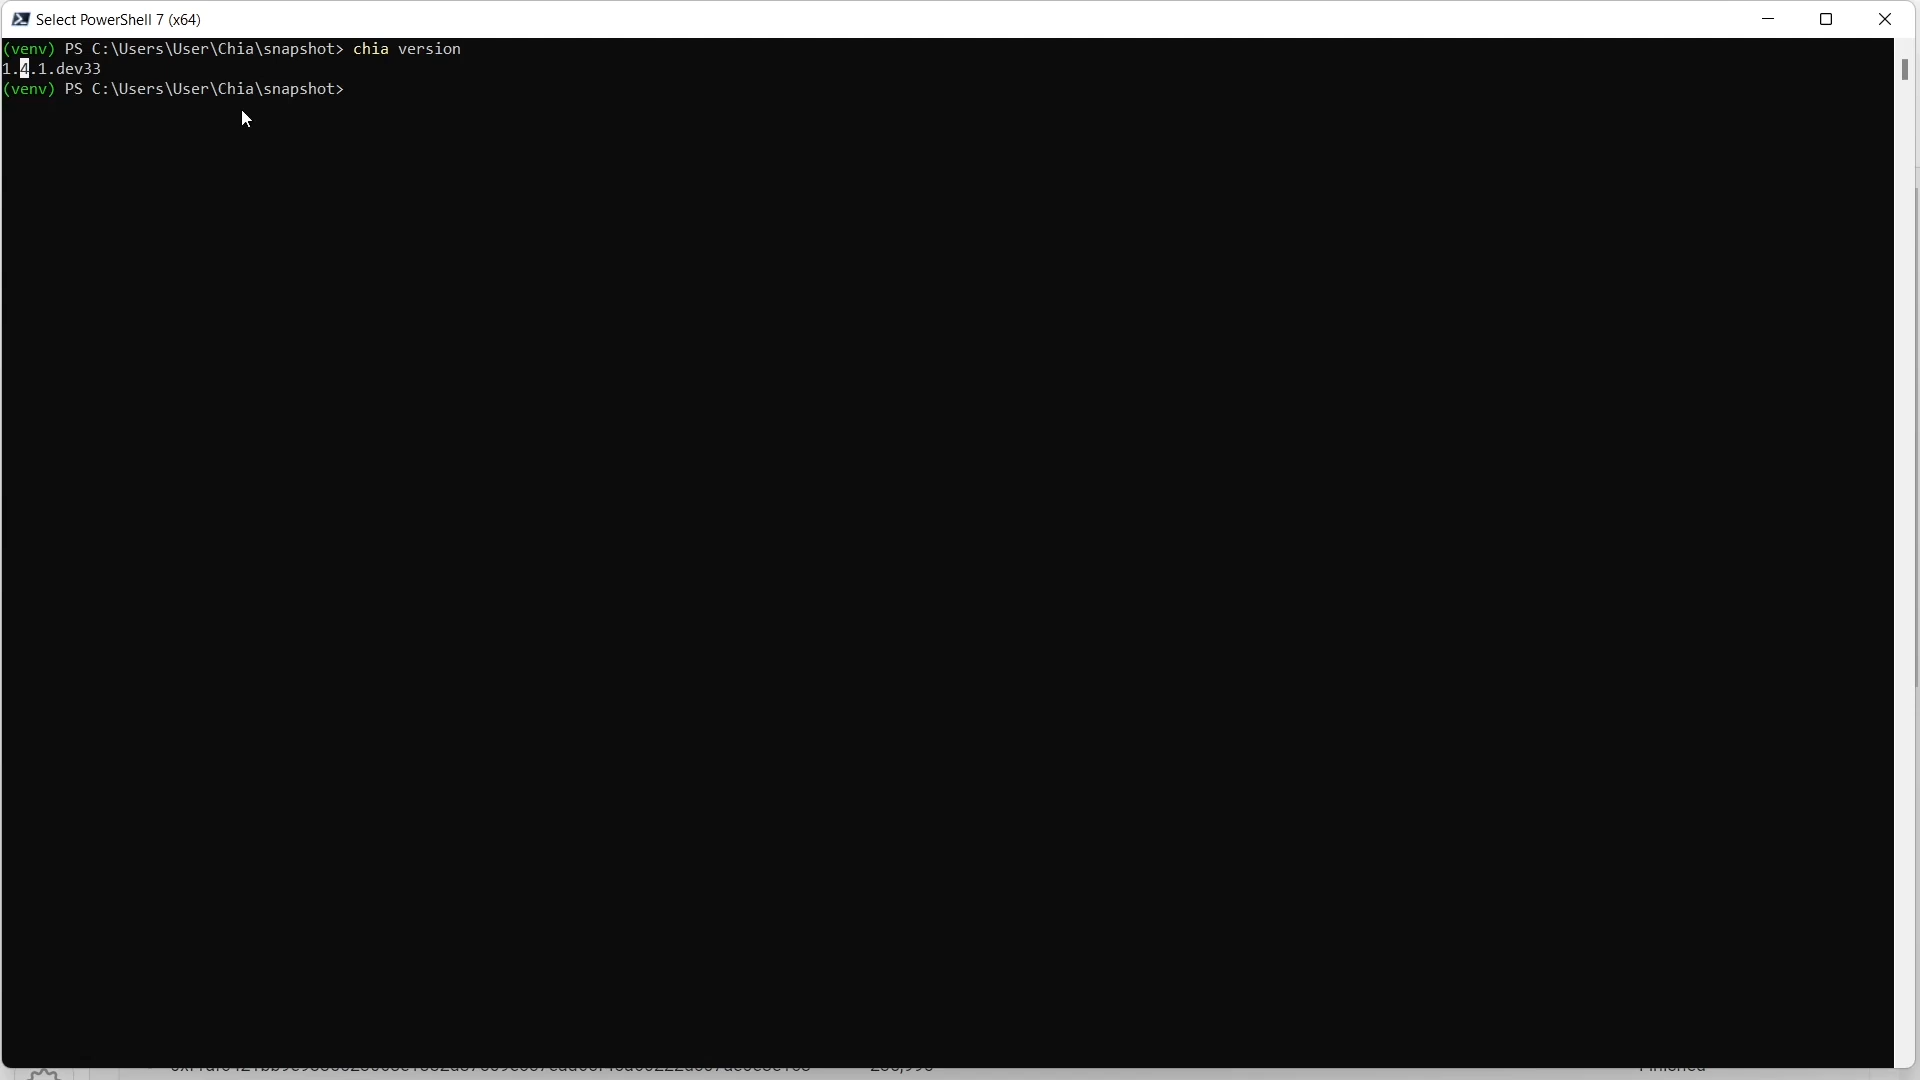 Select PowerShell 7 (x64)
(venv) PS C:\Users\User\Chia\snapshot> chia version
1.4.1.dev33
(venv) PS C:\Users\User\Chia\snapshot>